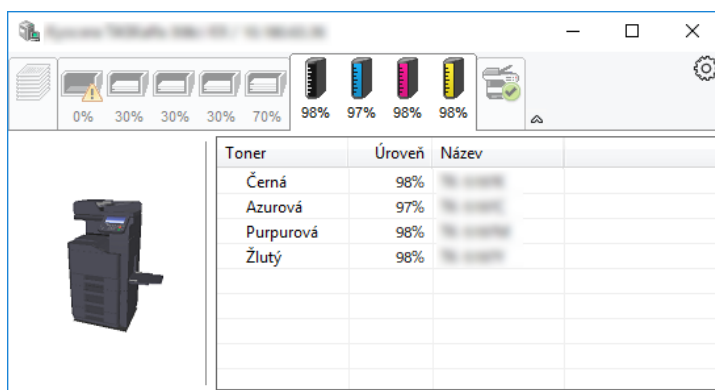 0% 30% 30% 30% 70% 98% 97% 98% 98%
Toner Úroveň Název
Černá 98%
Azurová 97%
Purpurová 98%
Žlutý 98%